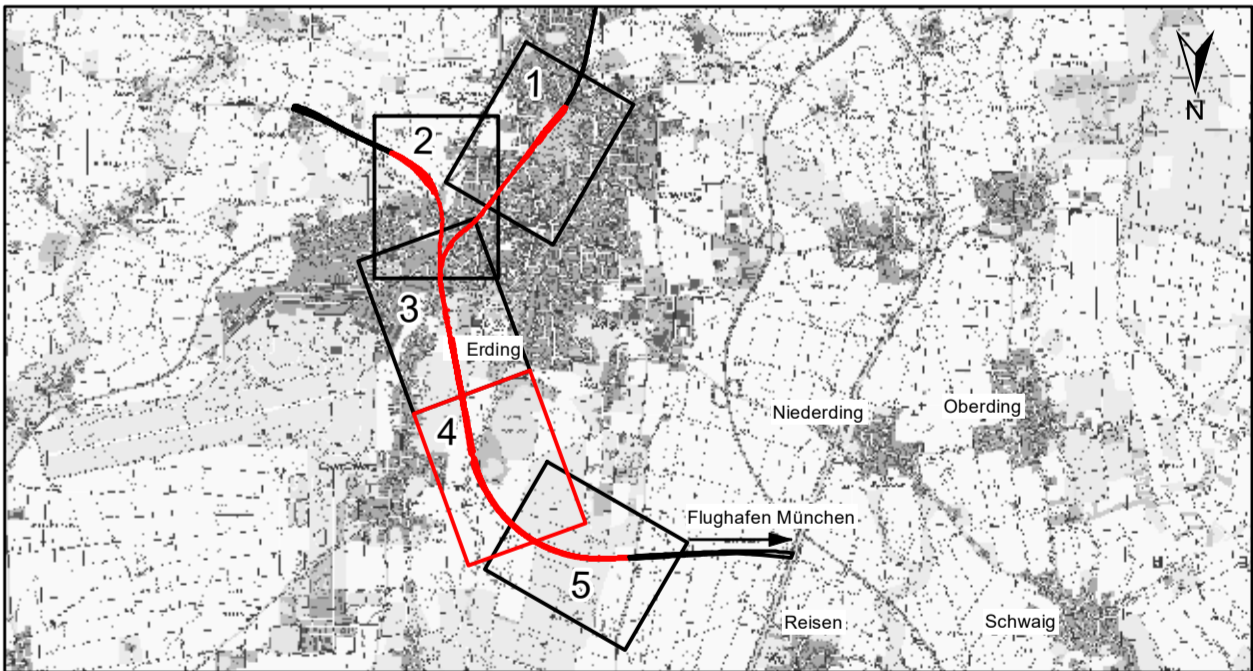 1
N
2
3
Erding
4
Niederding
Oberding
Flughafen München
5
Reisen
Schwaig